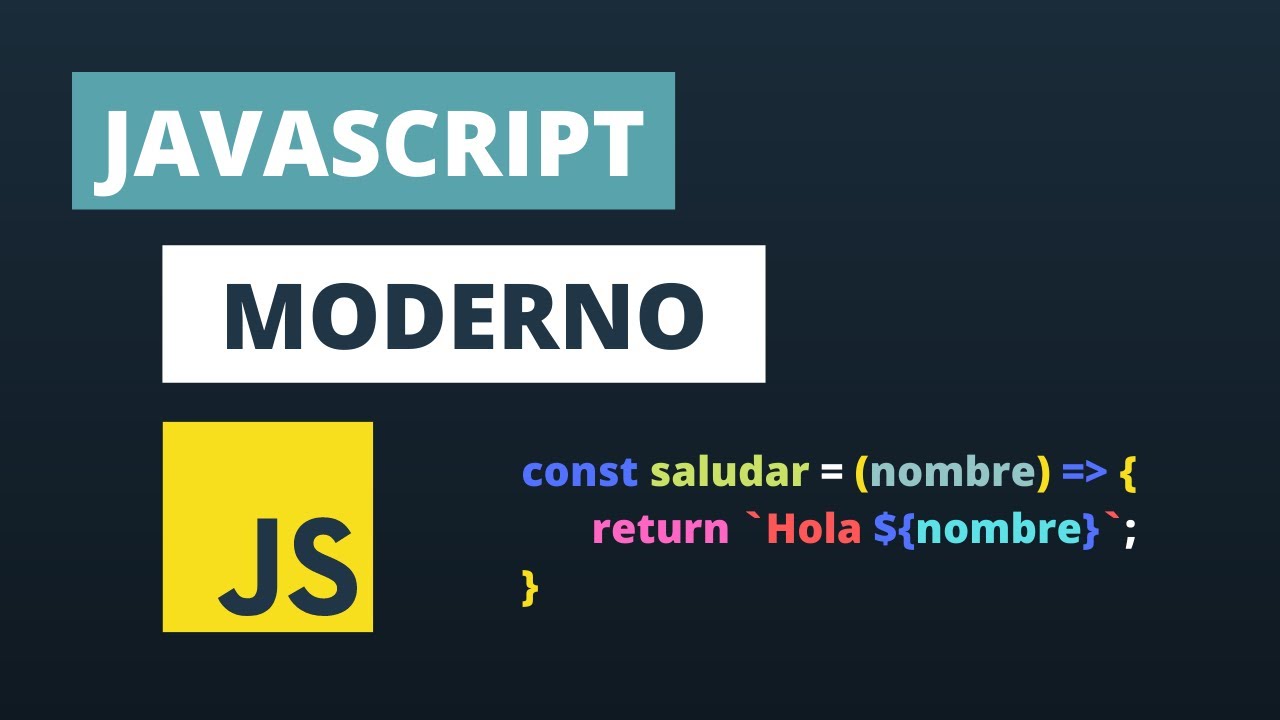 JAVASCRIPT
MODERNO
JS
const saludar = (nombre) => {
return `Hola ${nombre}`;
}